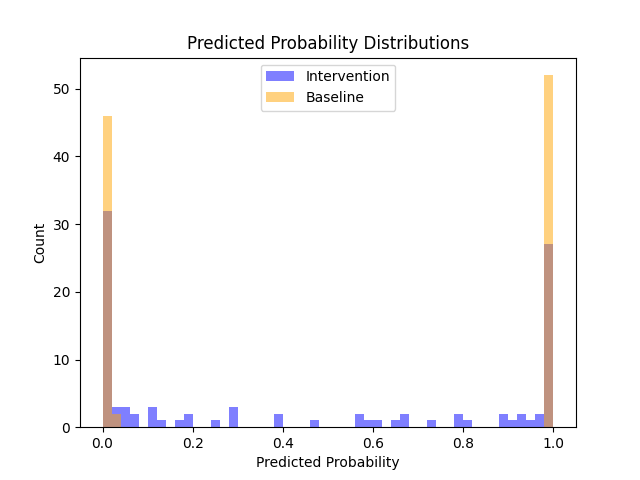 Predicted Probability Distributions
Intervention
Baseline
Count
50
40
30
20
10
0
0.0 0.2 0.4 0.6 0.8 1.0
Predicted Probability